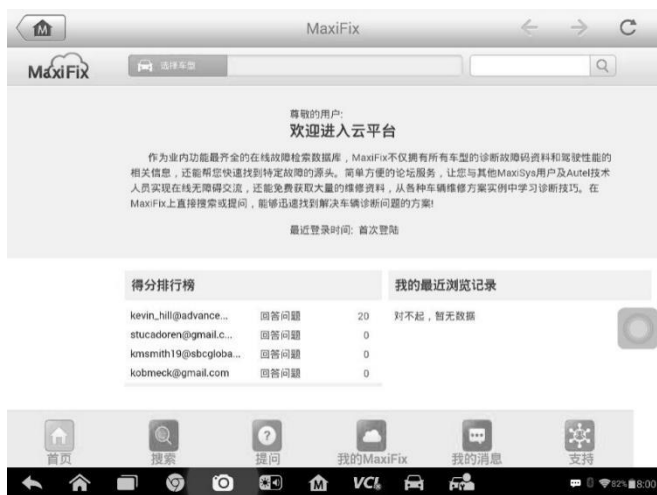 M
MaxiFix
MaxiFix
选择车型
尊敬的用户:
欢迎进入云平台
作为业内功能最齐全的在线故障检索数据库，MaxiFix不仅拥有所有车型的诊断故障码资料和驾驶性能的
相关信息，还能帮您快速找到特定故障的源头。简单方便的论坛服务，让您与其他MaxiSys用户及Autel技术
人员实现在线无障碍交流，还能免费获取大量的维修资料，从各种车辆维修方案实例中学习诊断技巧。在
MaxiFix上直接搜索或提问，能够迅速找到解决车辆诊断问题的方案!
最近登录时间: 首次登陆
得分排行榜
我的最近浏览记录
kevin_hill@advance... 回答问题 20
对不起，暂无数据
stucadoren@gmail.c... 回答问题 0
kmsmith19@sbcgloba... 回答问题 0
kobmeck@gmail.com 回答问题 0
首页 搜索 提问 我的MaxiFix 我的消息 支持
M VCI 82% 8:00